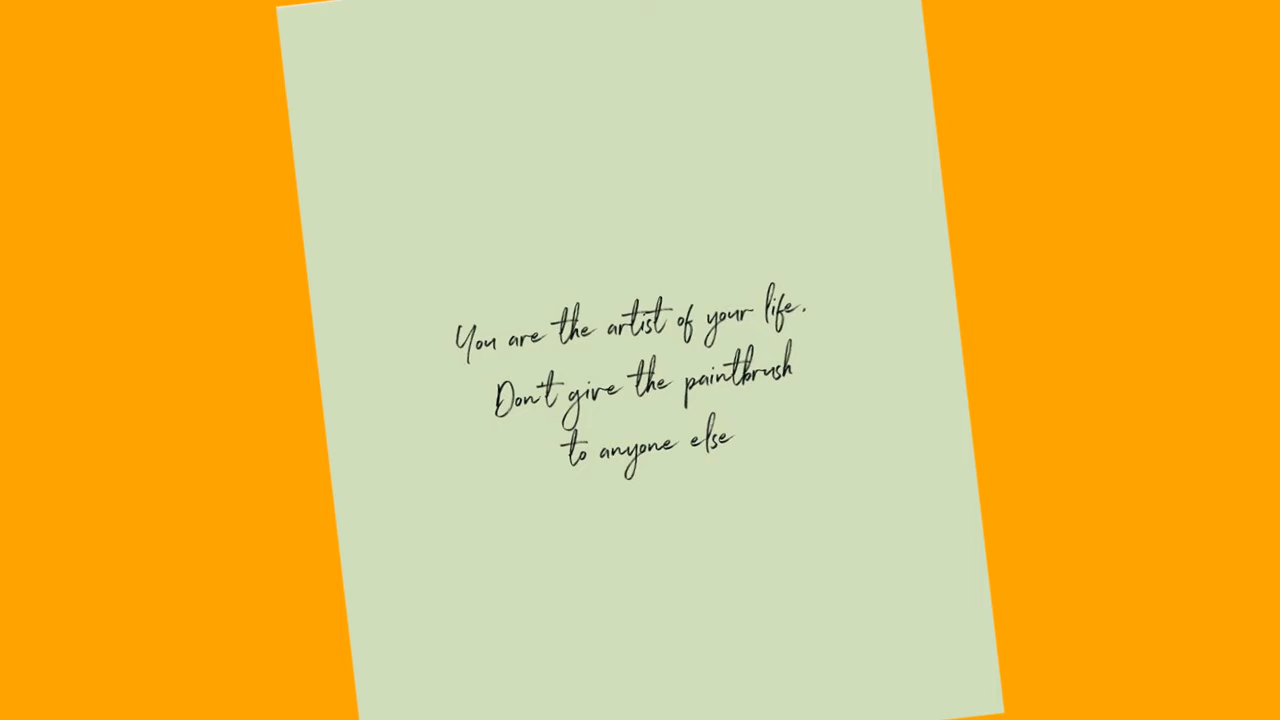 You are the artist of your life.
Don't give the paintbrush
to anyone else